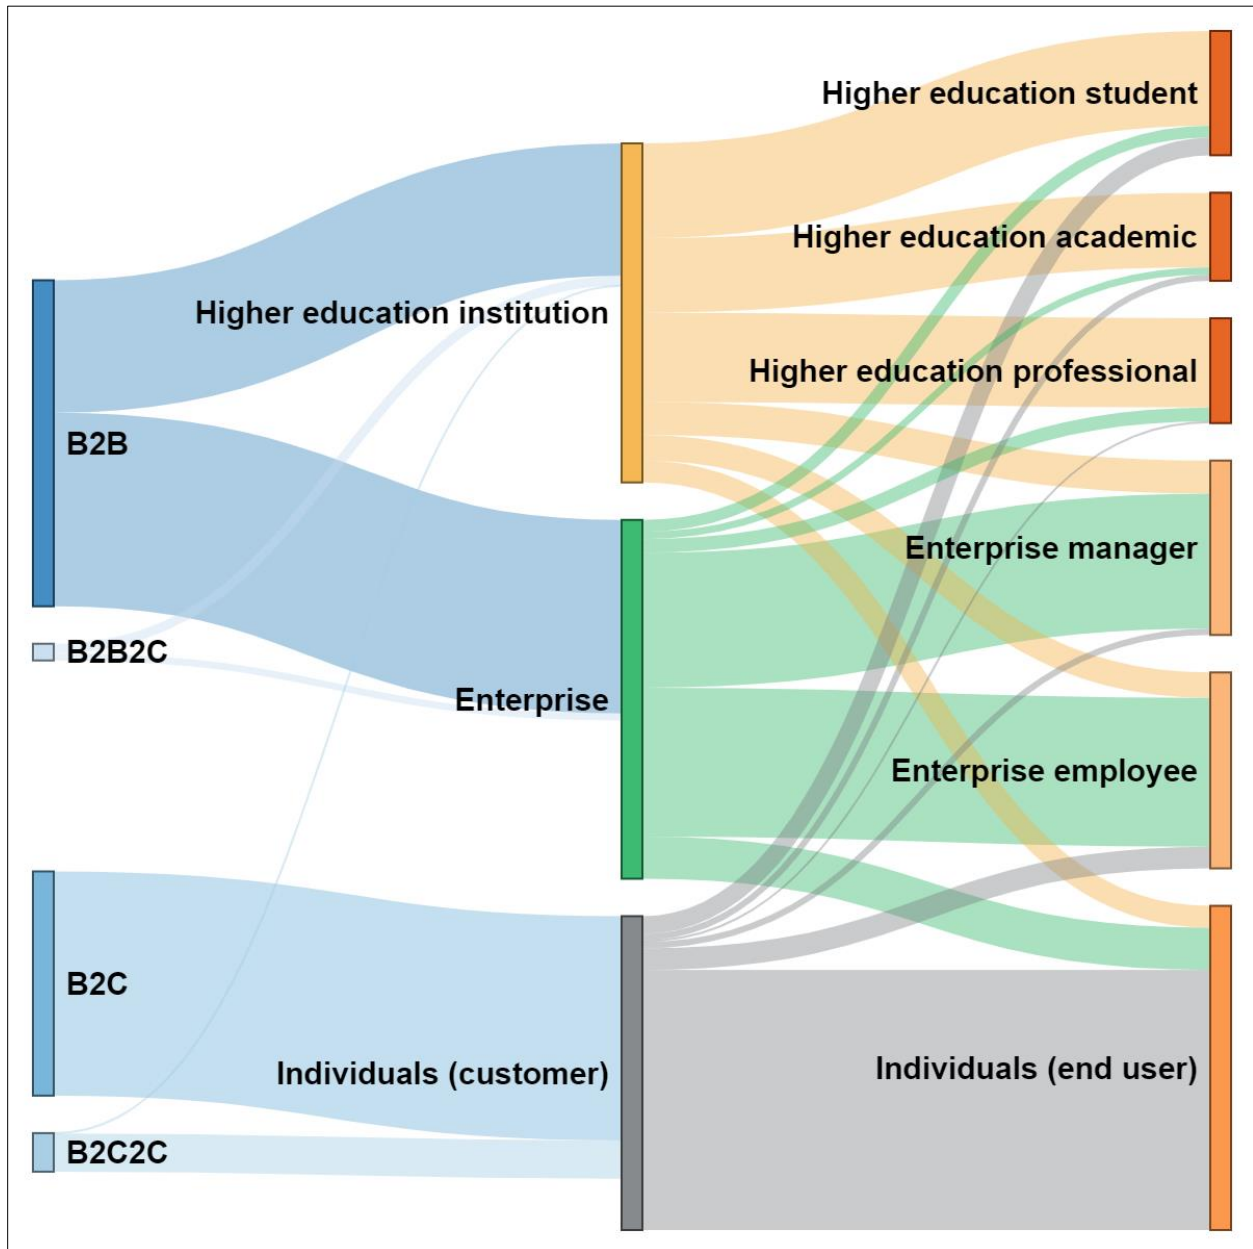 B2B
B2B2C
B2C
B2C2C
Higher education institution
Enterprise
Individuals (customer)
Higher education student
Higher education academic
Higher education professional
Enterprise manager
Enterprise employee
Individuals (end user)